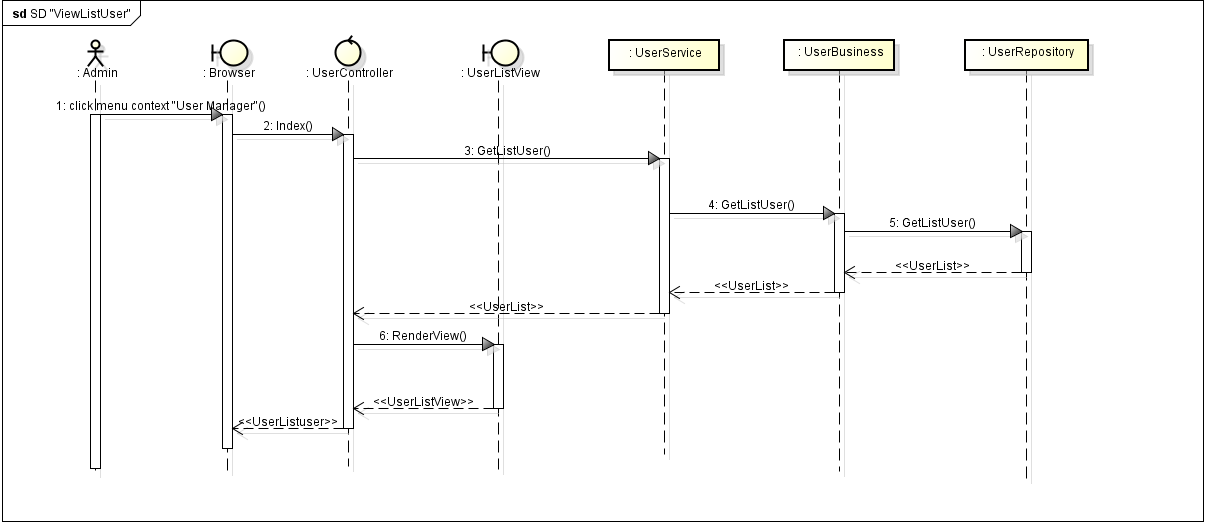 sd SD "ViewListUser"
: Admin
: Browser
: UserController
: UserListView
: UserService
: UserBusiness
: UserRepository
1: click menu context "User Manager"()
2: Index()
3: GetListUser()
4: GetListUser()
5: GetListUser()
<<UserList>>
<<UserList>>
<<UserList>>
6: RenderView()
<<UserListView>>
<<UserListuser>>